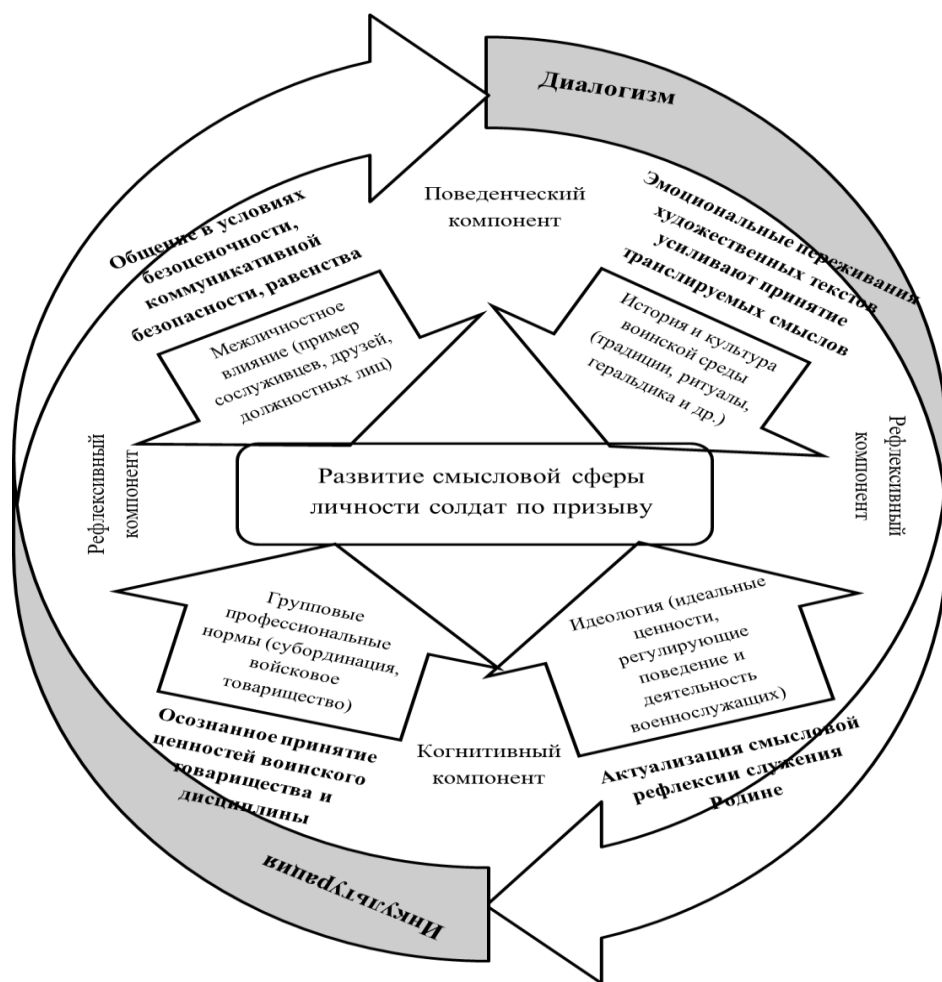 Диалогизм
Поведенческий
компонент
Общение в условиях
безоценочности,
коммуникативной
безопасности, равенства
Эмоциональные переживания
художественных текстов
усиливают принятие
транслируемых смыслов
Межличностное
влияние (пример
сослуживцев, друзей,
должностных лиц)
История и культура
воинской среды
(традиции, ритуалы,
геральдика и др.)
Рефлексивный
компонент
Развитие смысловой сферы
личности солдат по призыву
Рефлексивный
компонент
Групповые
профессиональные
нормы (субординация,
войсковое
товарищество)
Идеология (идеальные
ценности,
регулирующие
поведение и
деятельность
военнослужащих)
Осознанное принятие
ценностей воинского
товарищества и
дисциплины
Когнитивный
компонент
Актуализация смысловой
рефлексии служения
Родине
Инкультурация